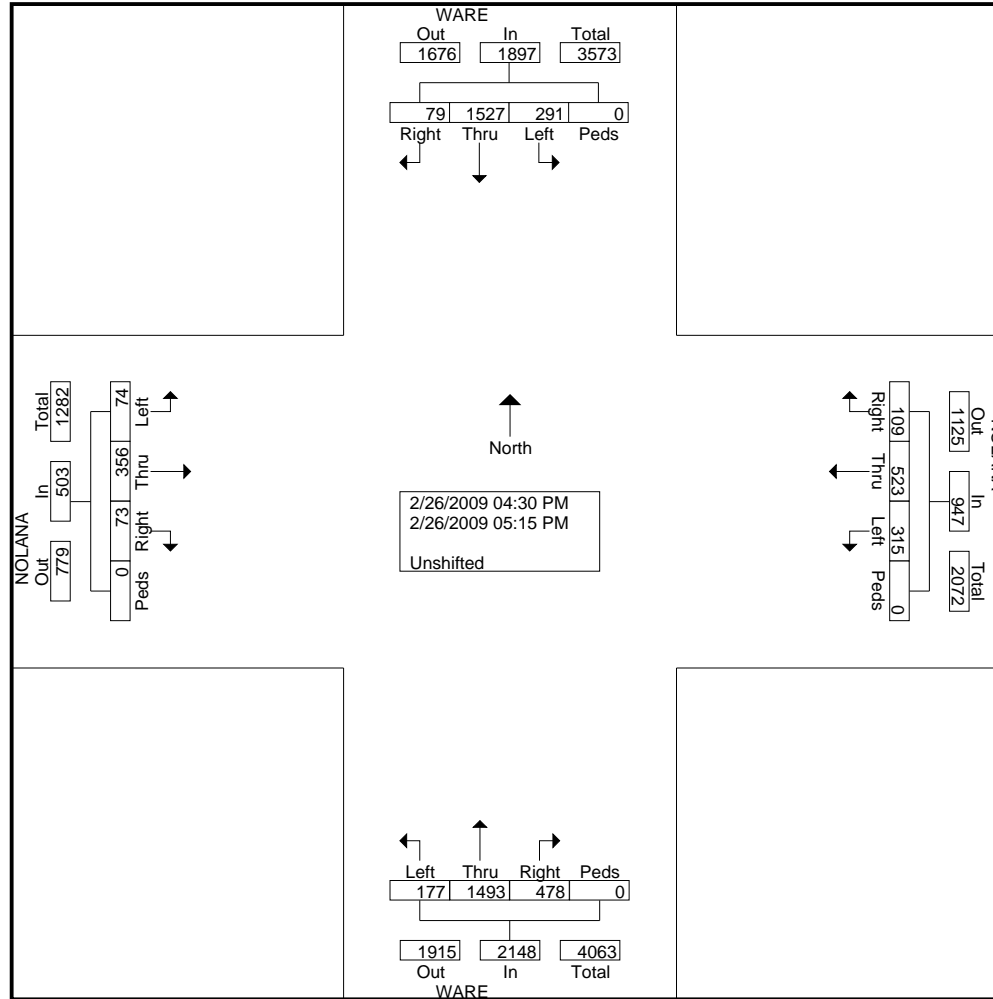 WARE
Out In Total
1676 1897 3573
79 1527 291 0
Right Thru Left Peds
Total In Out
1282 503 779
NOLANA
74 356 73 0
Left Thru Right Peds
North
2/26/2009 04:30 PM
2/26/2009 05:15 PM
Unshifted
Right Thru Left Peds
109 523 315 0
Out In Total
1125 947 2072
Left Thru Right Peds
177 1493 478 0
1915 2148 4063
Out In Total
WARE